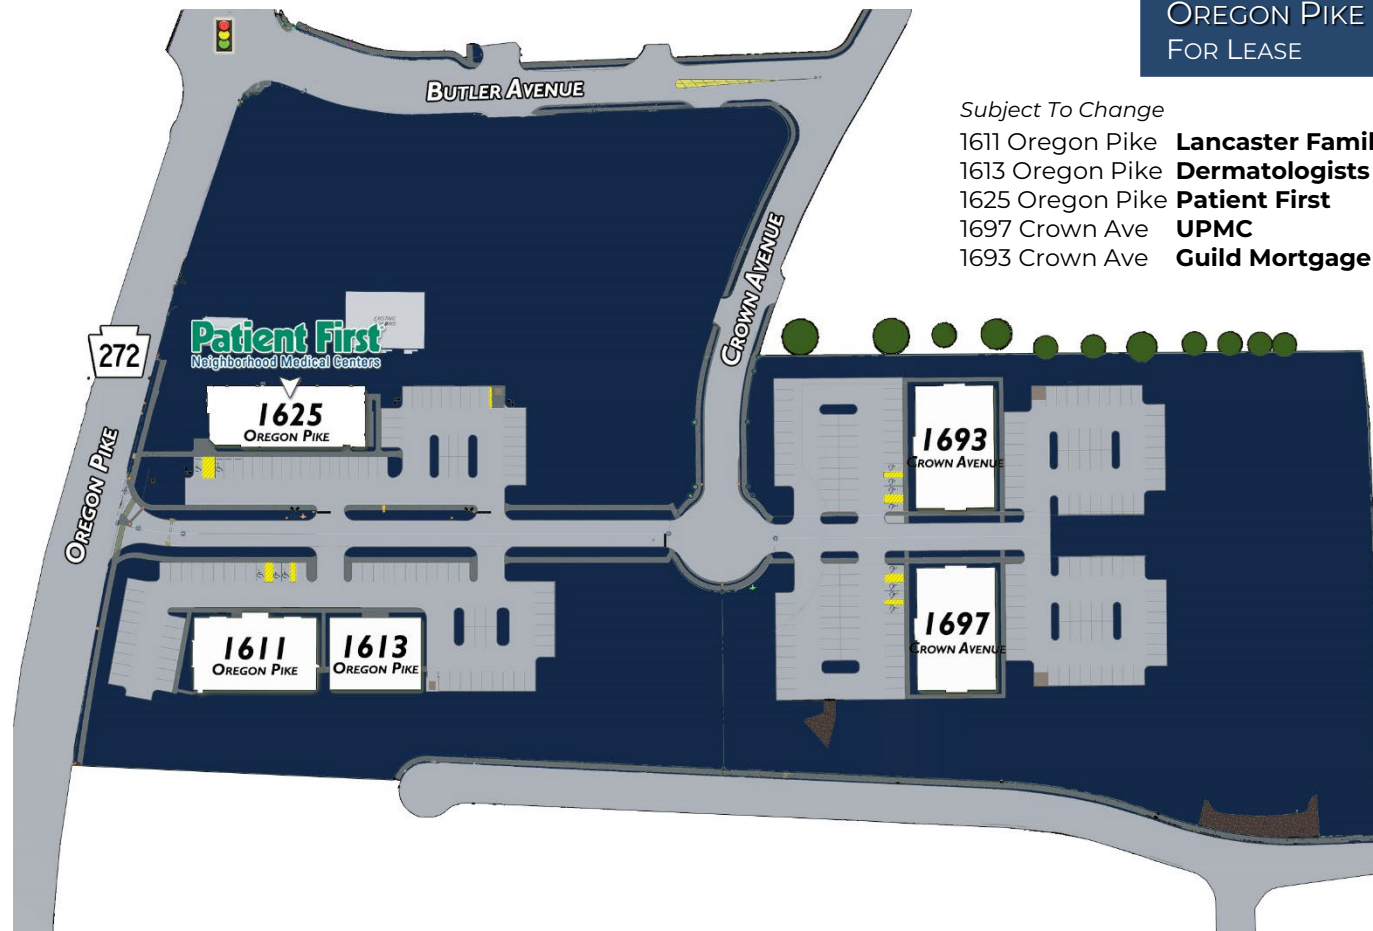 OREGON PIKE
FOR LEASE
BUTLER AVENUE
Subject To Change
1611 Oregon Pike Lancaster Famil
1613 Oregon Pike Dermatologists
1625 Oregon Pike Patient First
1697 Crown Ave UPMC
1693 Crown Ave Guild Mortgage
CROWN AVENUE
272
Patient First
Neighborhood Medical Centers
1625
OREGON PIKE
OREGON PIKE
1693
CROWN AVENUE
1611
OREGON PIKE
1613
OREGON PIKE
1697
CROWN AVENUE